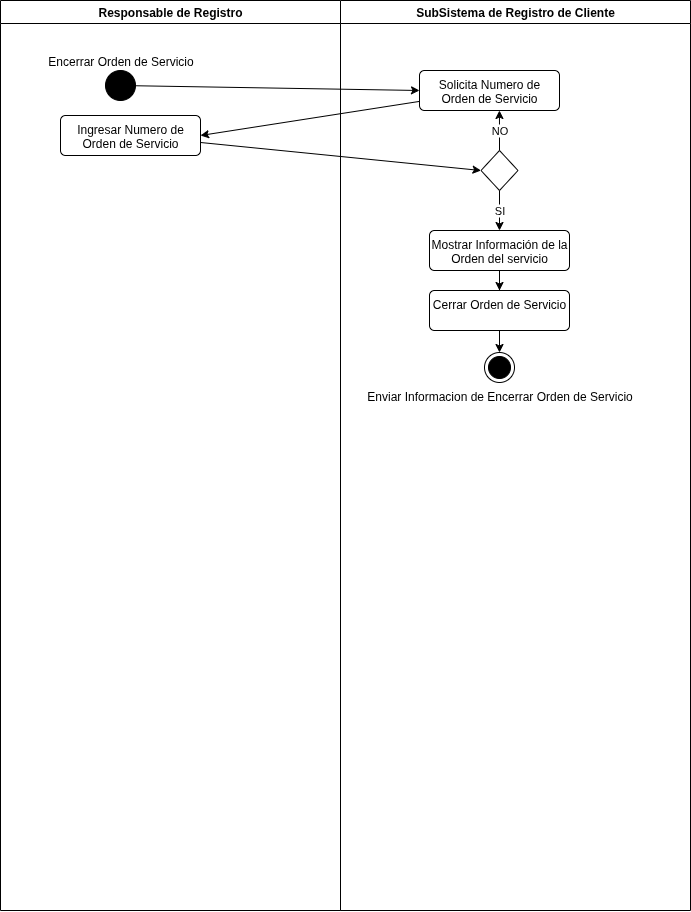 Responsable de Registro
SubSistema de Registro de Cliente
Encerrar Orden de Servicio
Solicita Numero de
Orden de Servicio
Ingresar Numero de
Orden de Servicio
NO
SI
Mostrar Información de la
Orden del servicio
Cerrar Orden de Servicio
Enviar Informacion de Encerrar Orden de Servicio